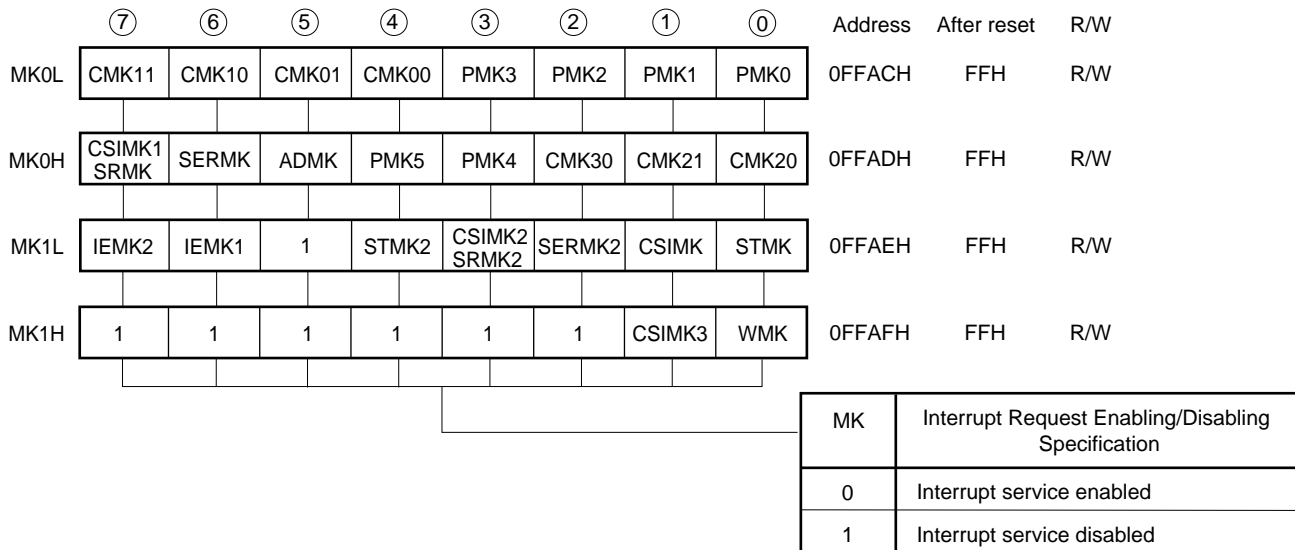 ⑦ ⑥ ⑤ ④ ③ ② ① ⓪ Address After reset R/W
MK0L CMK11 CMK10 CMK01 CMK00 PMK3 PMK2 PMK1 PMK0 0FFACH FFH R/W
MK0H CSIMK1 SRMK SERMK ADMK PMK5 PMK4 CMK30 CMK21 CMK20 0FFADH FFH R/W
MK1L IEMK2 IEMK1 1 STMK2 CSIMK2 SRMK2 SERMK2 CSIMK STMK 0FFAEH FFH R/W
MK1H 1 1 1 1 1 1 CSIMK3 WMK 0FFAFH FFH R/W
MK Interrupt Request Enabling/Disabling
Specification
0 Interrupt service enabled
1 Interrupt service disabled